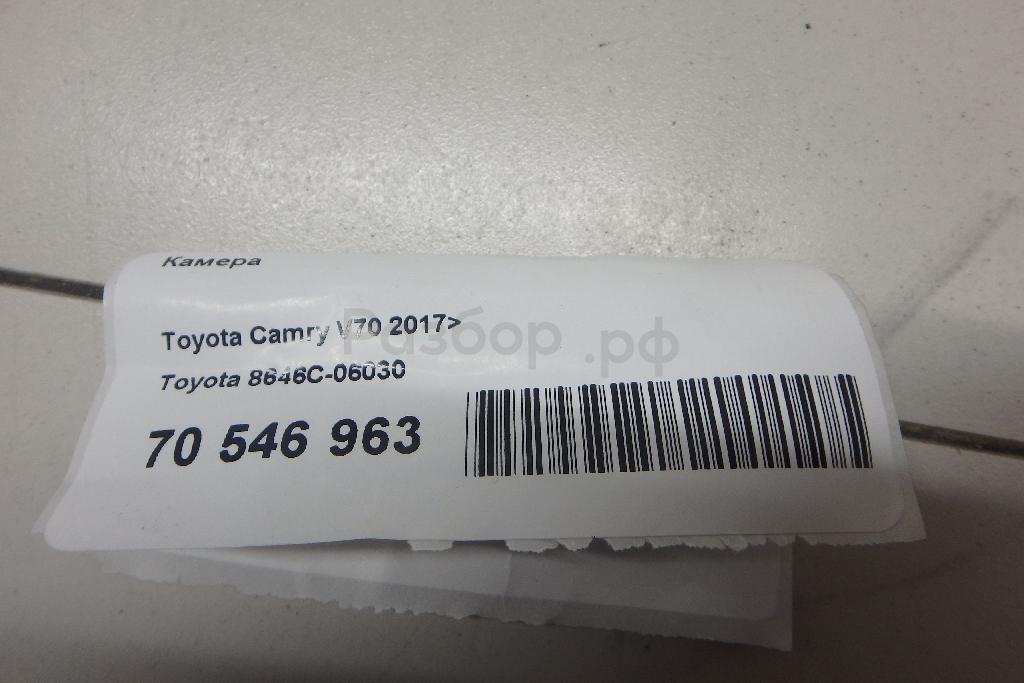 Камера
Toyota Camry V70 2017>
Разбор.рф
Toyota 8646C-06030
70 546 963